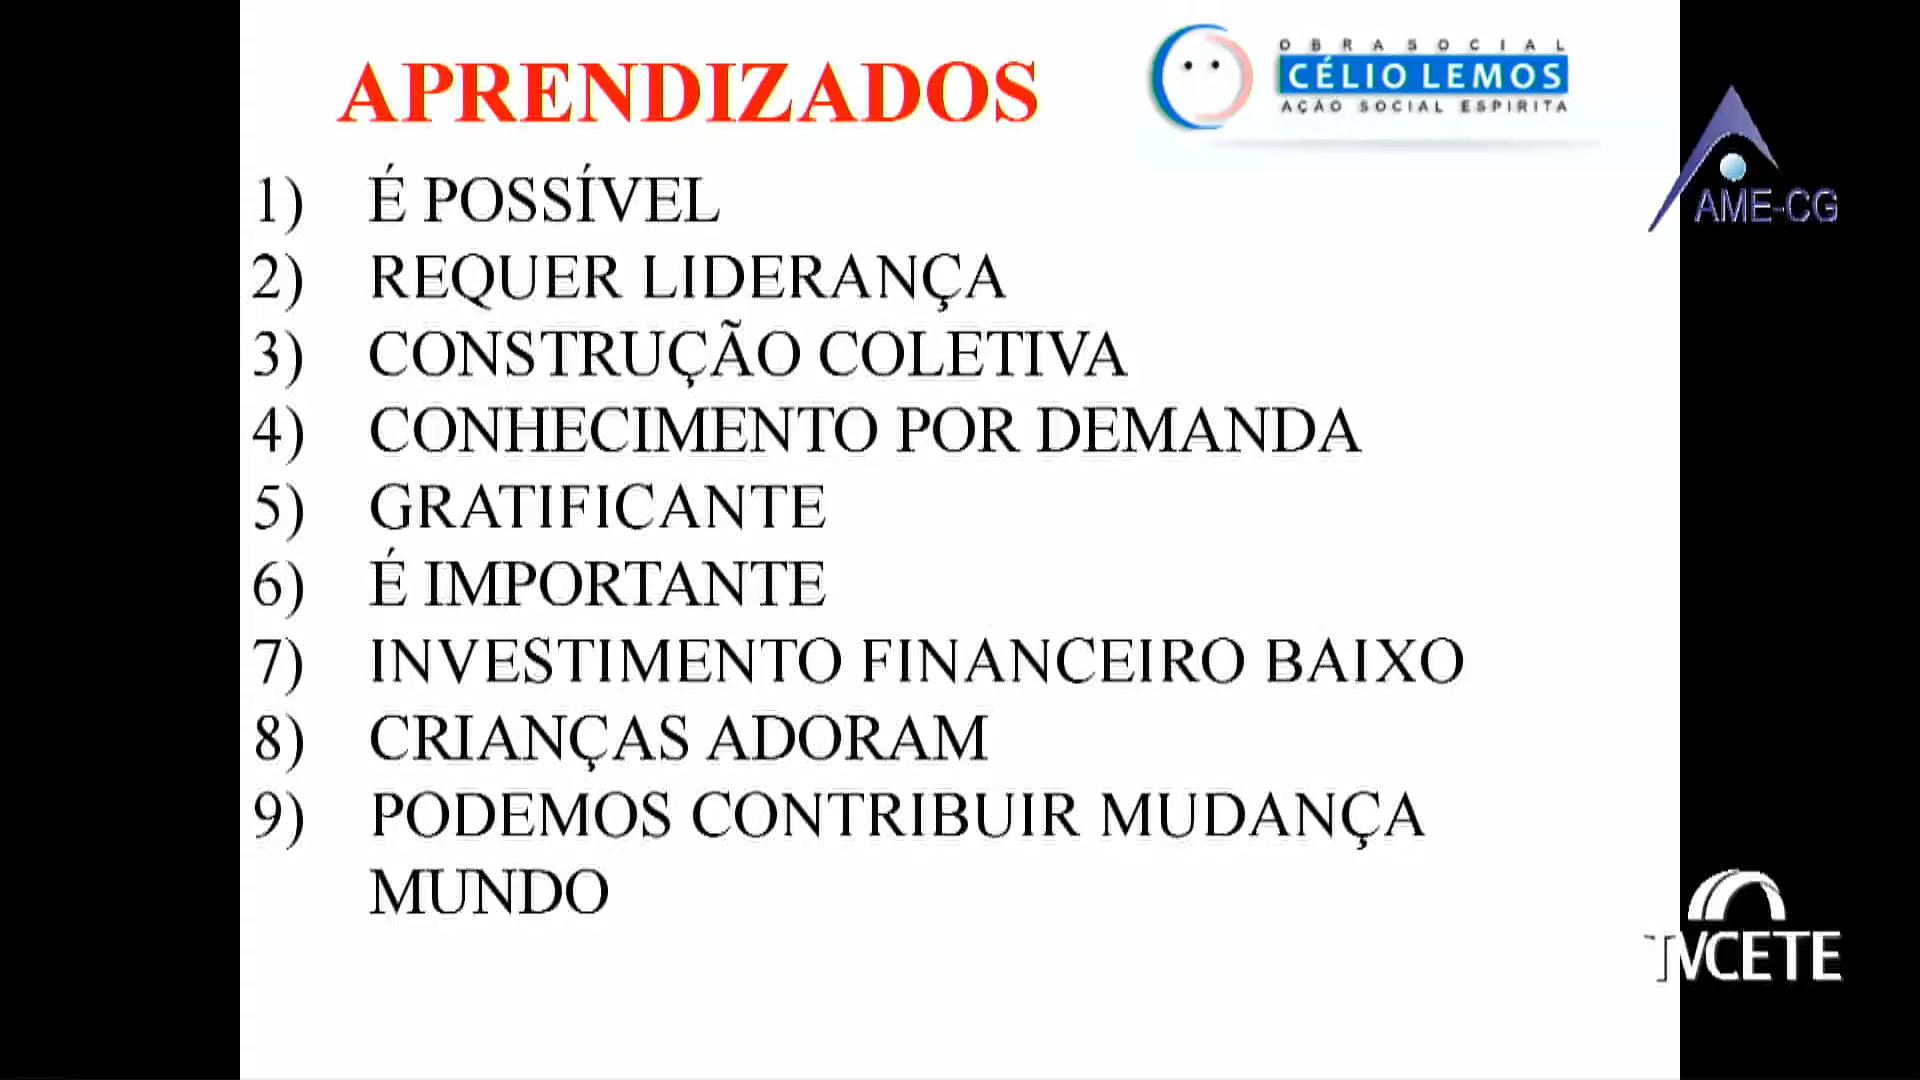 APRENDIZADOS
OBRA SOCIAL
CÉLIO LEMOS
AÇÃO SOCIAL ESPIRITA
AME-CG
1) É POSSÍVEL
2) REQUER LIDERANÇA
3) CONSTRUÇÃO COLETIVA
4) CONHECIMENTO POR DEMANDA
5) GRATIFICANTE
6) É IMPORTANTE
7) INVESTIMENTO FINANCEIRO BAIXO
8) CRIANÇAS ADORAM
9) PODEMOS CONTRIBUIR MUDANÇA
MUNDO
TVCETE